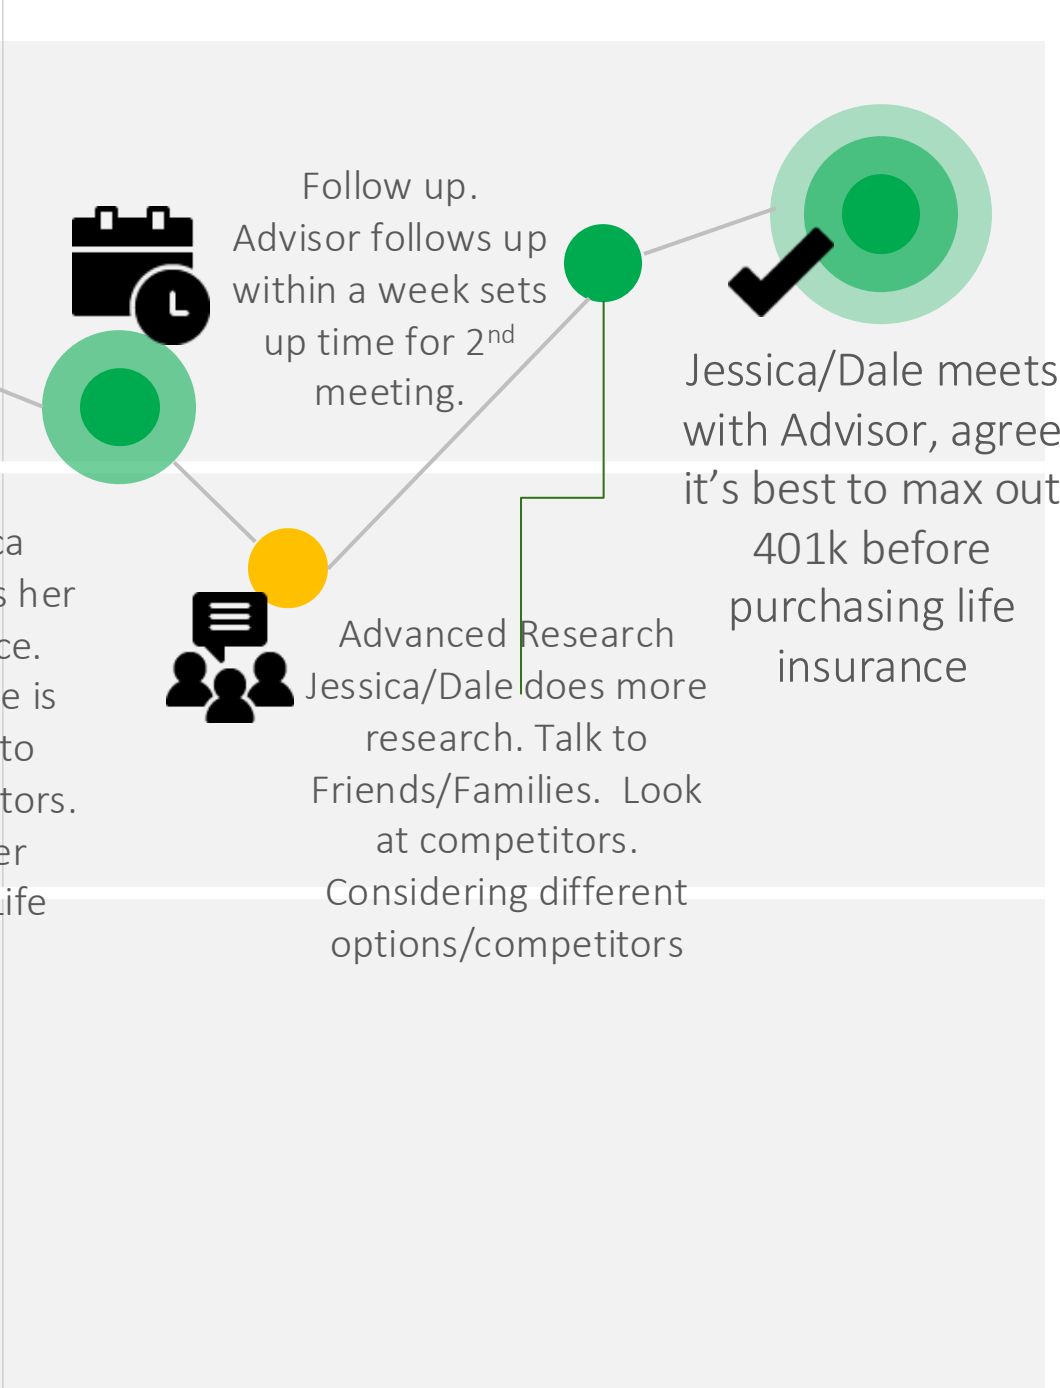 Follow up.
Advisor follows up
within a week sets
up time for 2nd
meeting.
Jessica/Dale meets
with Advisor, agree
it’s best to max out
401k before
purchasing life
insurance
her
ce.
e is
to
tors.
er
ife
Advanced Research
Jessica/Dale does more
research. Talk to
Friends/Families.  Look
at competitors.
Considering different
options/competitors